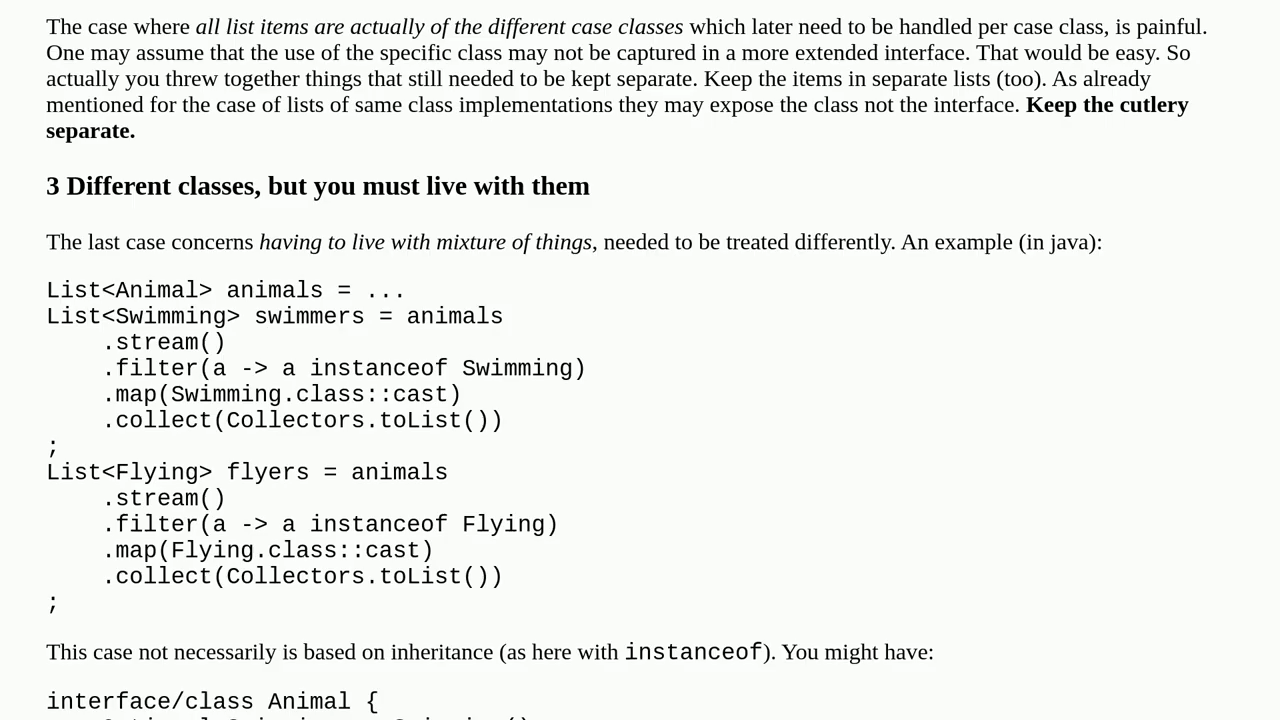 The case where all list items are actually of the different case classes which later need to be handled per case class, is painful.
One may assume that the use of the specific class may not be captured in a more extended interface. That would be easy. So
actually you threw together things that still needed to be kept separate. Keep the items in separate lists (too). As already
mentioned for the case of lists of same class implementations they may expose the class not the interface. Keep the cutlery
separate.
3 Different classes, but you must live with them
The last case concerns having to live with mixture of things, needed to be treated differently. An example (in java):
List<Animal> animals = ...
List<Swimming> swimmers = animals
    .stream()
    .filter(a -> a instanceof Swimming)
    .map(Swimming.class::cast)
    .collect(Collectors.toList())
;
List<Flying> flyers = animals
    .stream()
    .filter(a -> a instanceof Flying)
    .map(Flying.class::cast)
    .collect(Collectors.toList())
;
This case not necessarily is based on inheritance (as here with instanceof). You might have:
interface/class Animal {